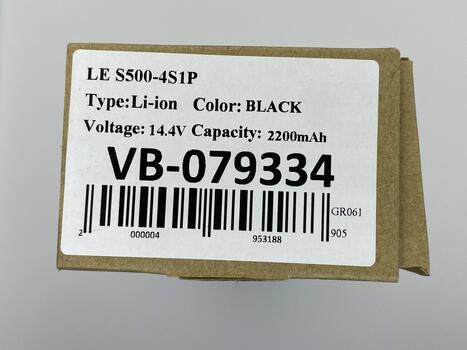 LE S500-4S1P
Type:Li-ion Color: BLACK
Voltage: 14.4V Capacity: 2200mAh
VB-079334
GR061
905
2 000004 953188